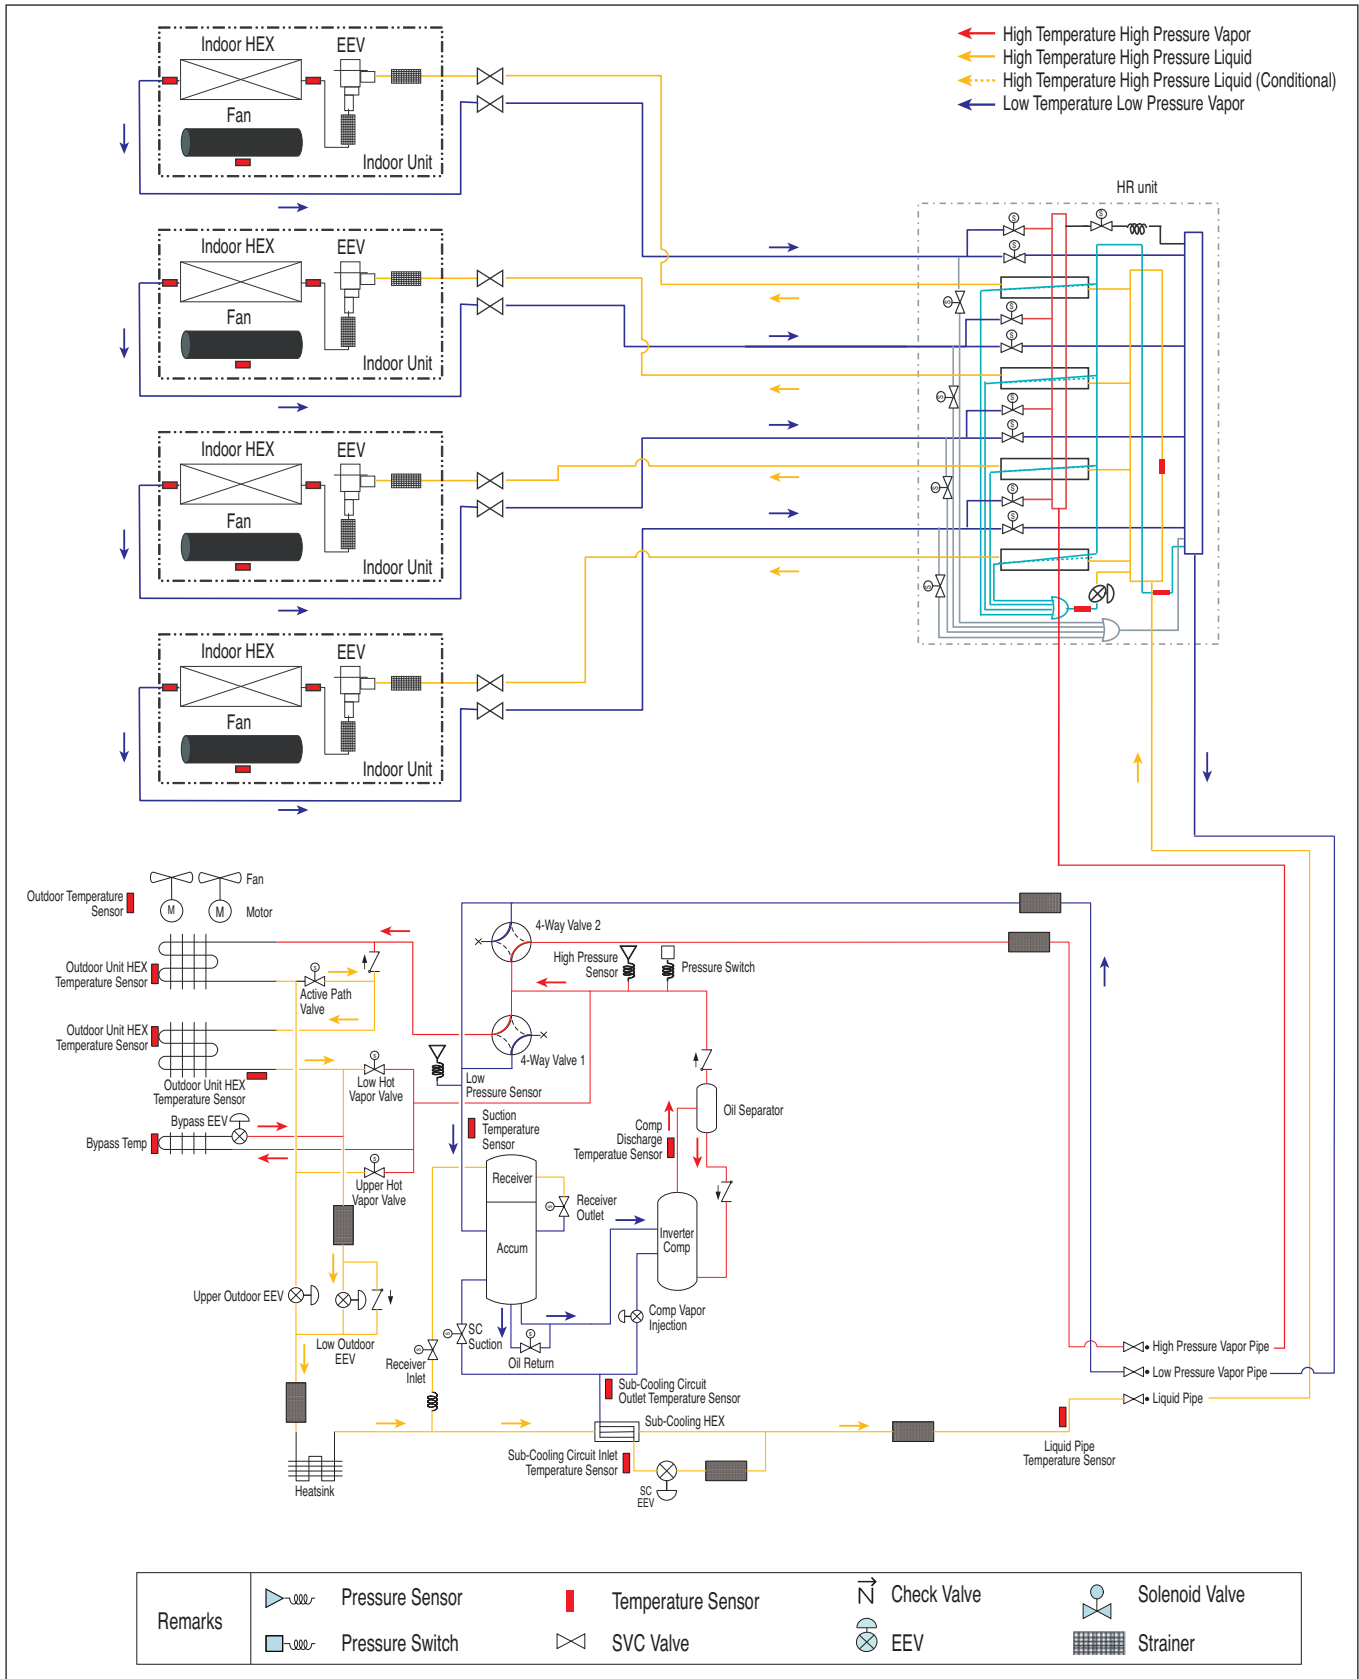 High Temperature High Pressure Vapor
High Temperature High Pressure Liquid
High Temperature High Pressure Liquid (Conditional)
Low Temperature Low Pressure Vapor
Indoor HEX
EEV
Fan
Indoor Unit
HR unit
S
S
Indoor HEX
EEV
Fan
Indoor Unit
S
S
S
S
S
S
Indoor HEX
EEV
Fan
Indoor Unit
S
S
S
S
Indoor HEX
EEV
Fan
Indoor Unit
Outdoor Temperature
Sensor
Fan
M
M
Motor
4-Way Valve 2
High Pressure
Sensor
Pressure Switch
Outdoor Unit HEX
Temperature Sensor
S
Active Path
Valve
Outdoor Unit HEX
Temperature Sensor
4-Way Valve 1
Low
Pressure Sensor
Outdoor Unit HEX
Temperature Sensor
S
Low Hot
Vapor Valve
Oil Separator
Bypass EEV
Bypass Temp
Suction
Temperature
Sensor
Comp
Discharge
Temperatue Sensor
S
Upper Hot
Vapor Valve
Receiver
S
Receiver
Outlet
Accum
Inverter
Comp
Upper Outdoor EEV
Low Outdoor
EEV
S
Receiver
Inlet
S
SC
Suction
S
Oil Return
Comp Vapor
Injection
High Pressure Vapor Pipe
Low Pressure Vapor Pipe
Liquid Pipe
Sub-Cooling Circuit
Outlet Temperature Sensor
Sub-Cooling HEX
Sub-Cooling Circuit Inlet
Temperature Sensor
SC
EEV
Liquid Pipe
Temperature Sensor
Heatsink
Remarks
Pressure Sensor
Temperature Sensor
Check Valve
Solenoid Valve
Pressure Switch
SVC Valve
EEV
Strainer